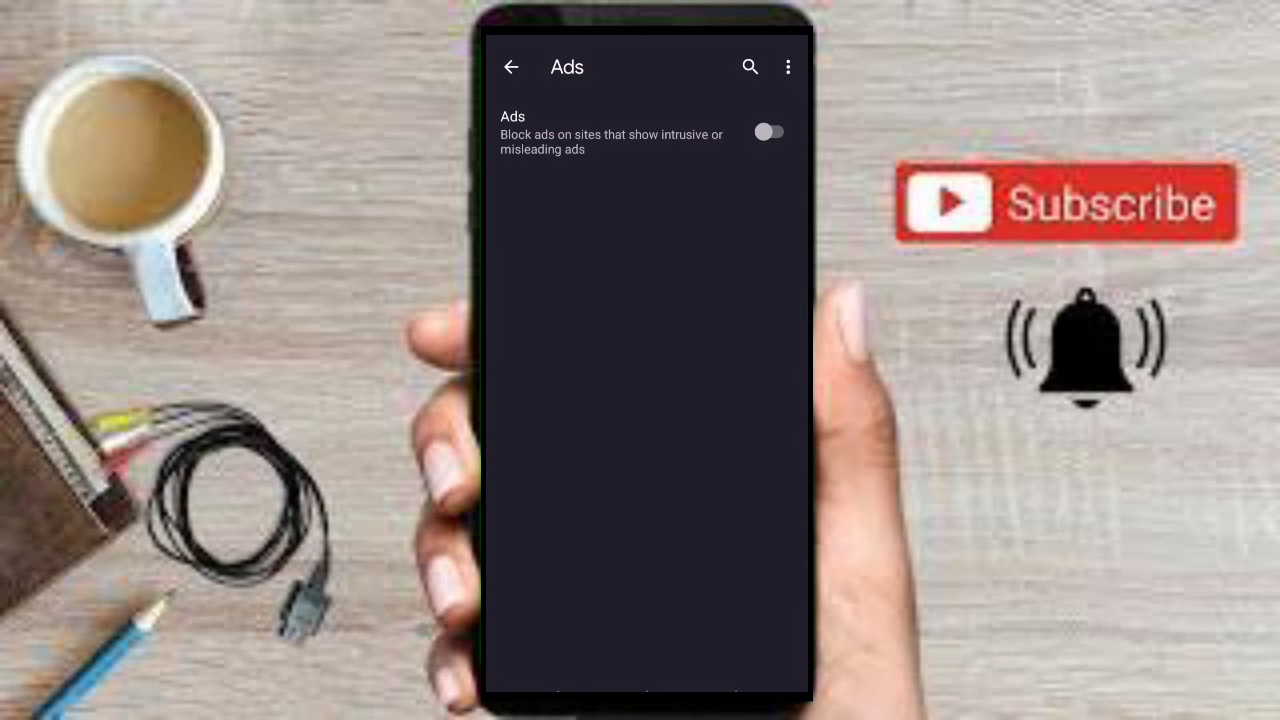 Ads
Ads
Block ads on sites that show intrusive or
misleading ads
Subscribe